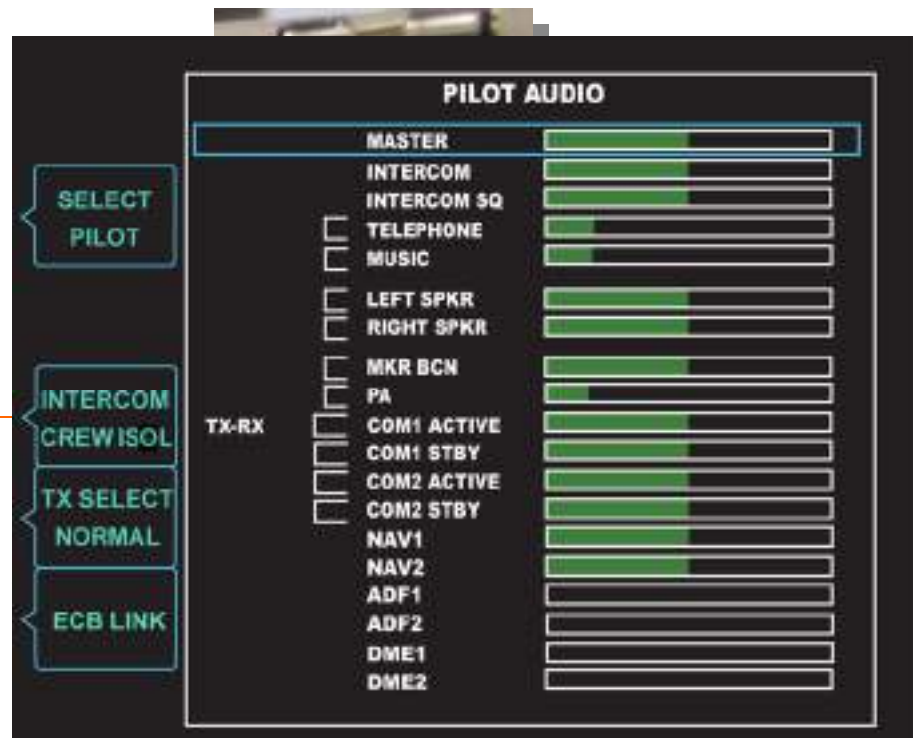 PILOT AUDIO
MASTER
INTERCOM
INTERCOM SQ
TELEPHONE
MUSIC
LEFT SPKR
RIGHT SPKR
MKR BCN
PA
TX-RX COM1 ACTIVE
COM1 STBY
COM2 ACTIVE
COM2 STBY
NAV1
NAV2
ADF1
ADF2
DME1
DME2
SELECT
PILOT
INTERCOM
CREW ISOL
TX SELECT
NORMAL
ECB LINK